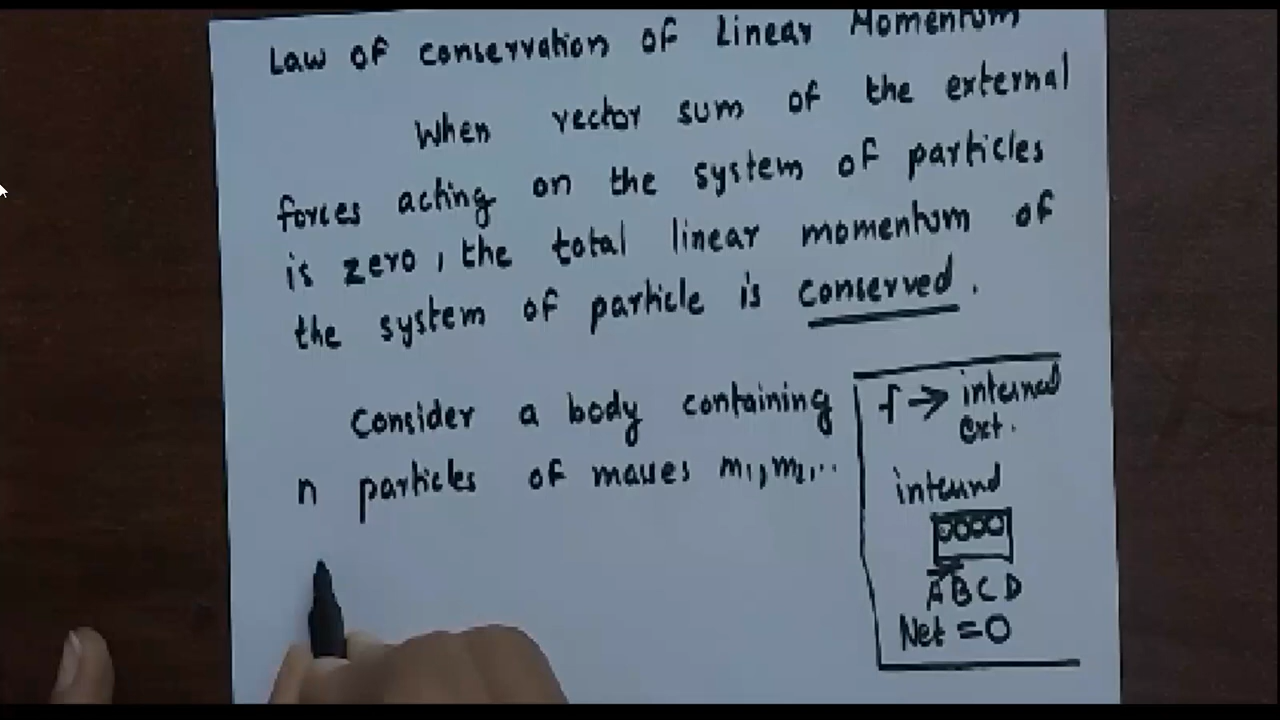 Law of conservation of Linear Momentum
When vector sum of the external
forces acting on the system of particles
is zero, the total linear momentum of
the system of particle is conserved.
Consider a body containing
n particles of masses m1, m2, ..
f → internal
ext.
internal
A B C D
Net = 0